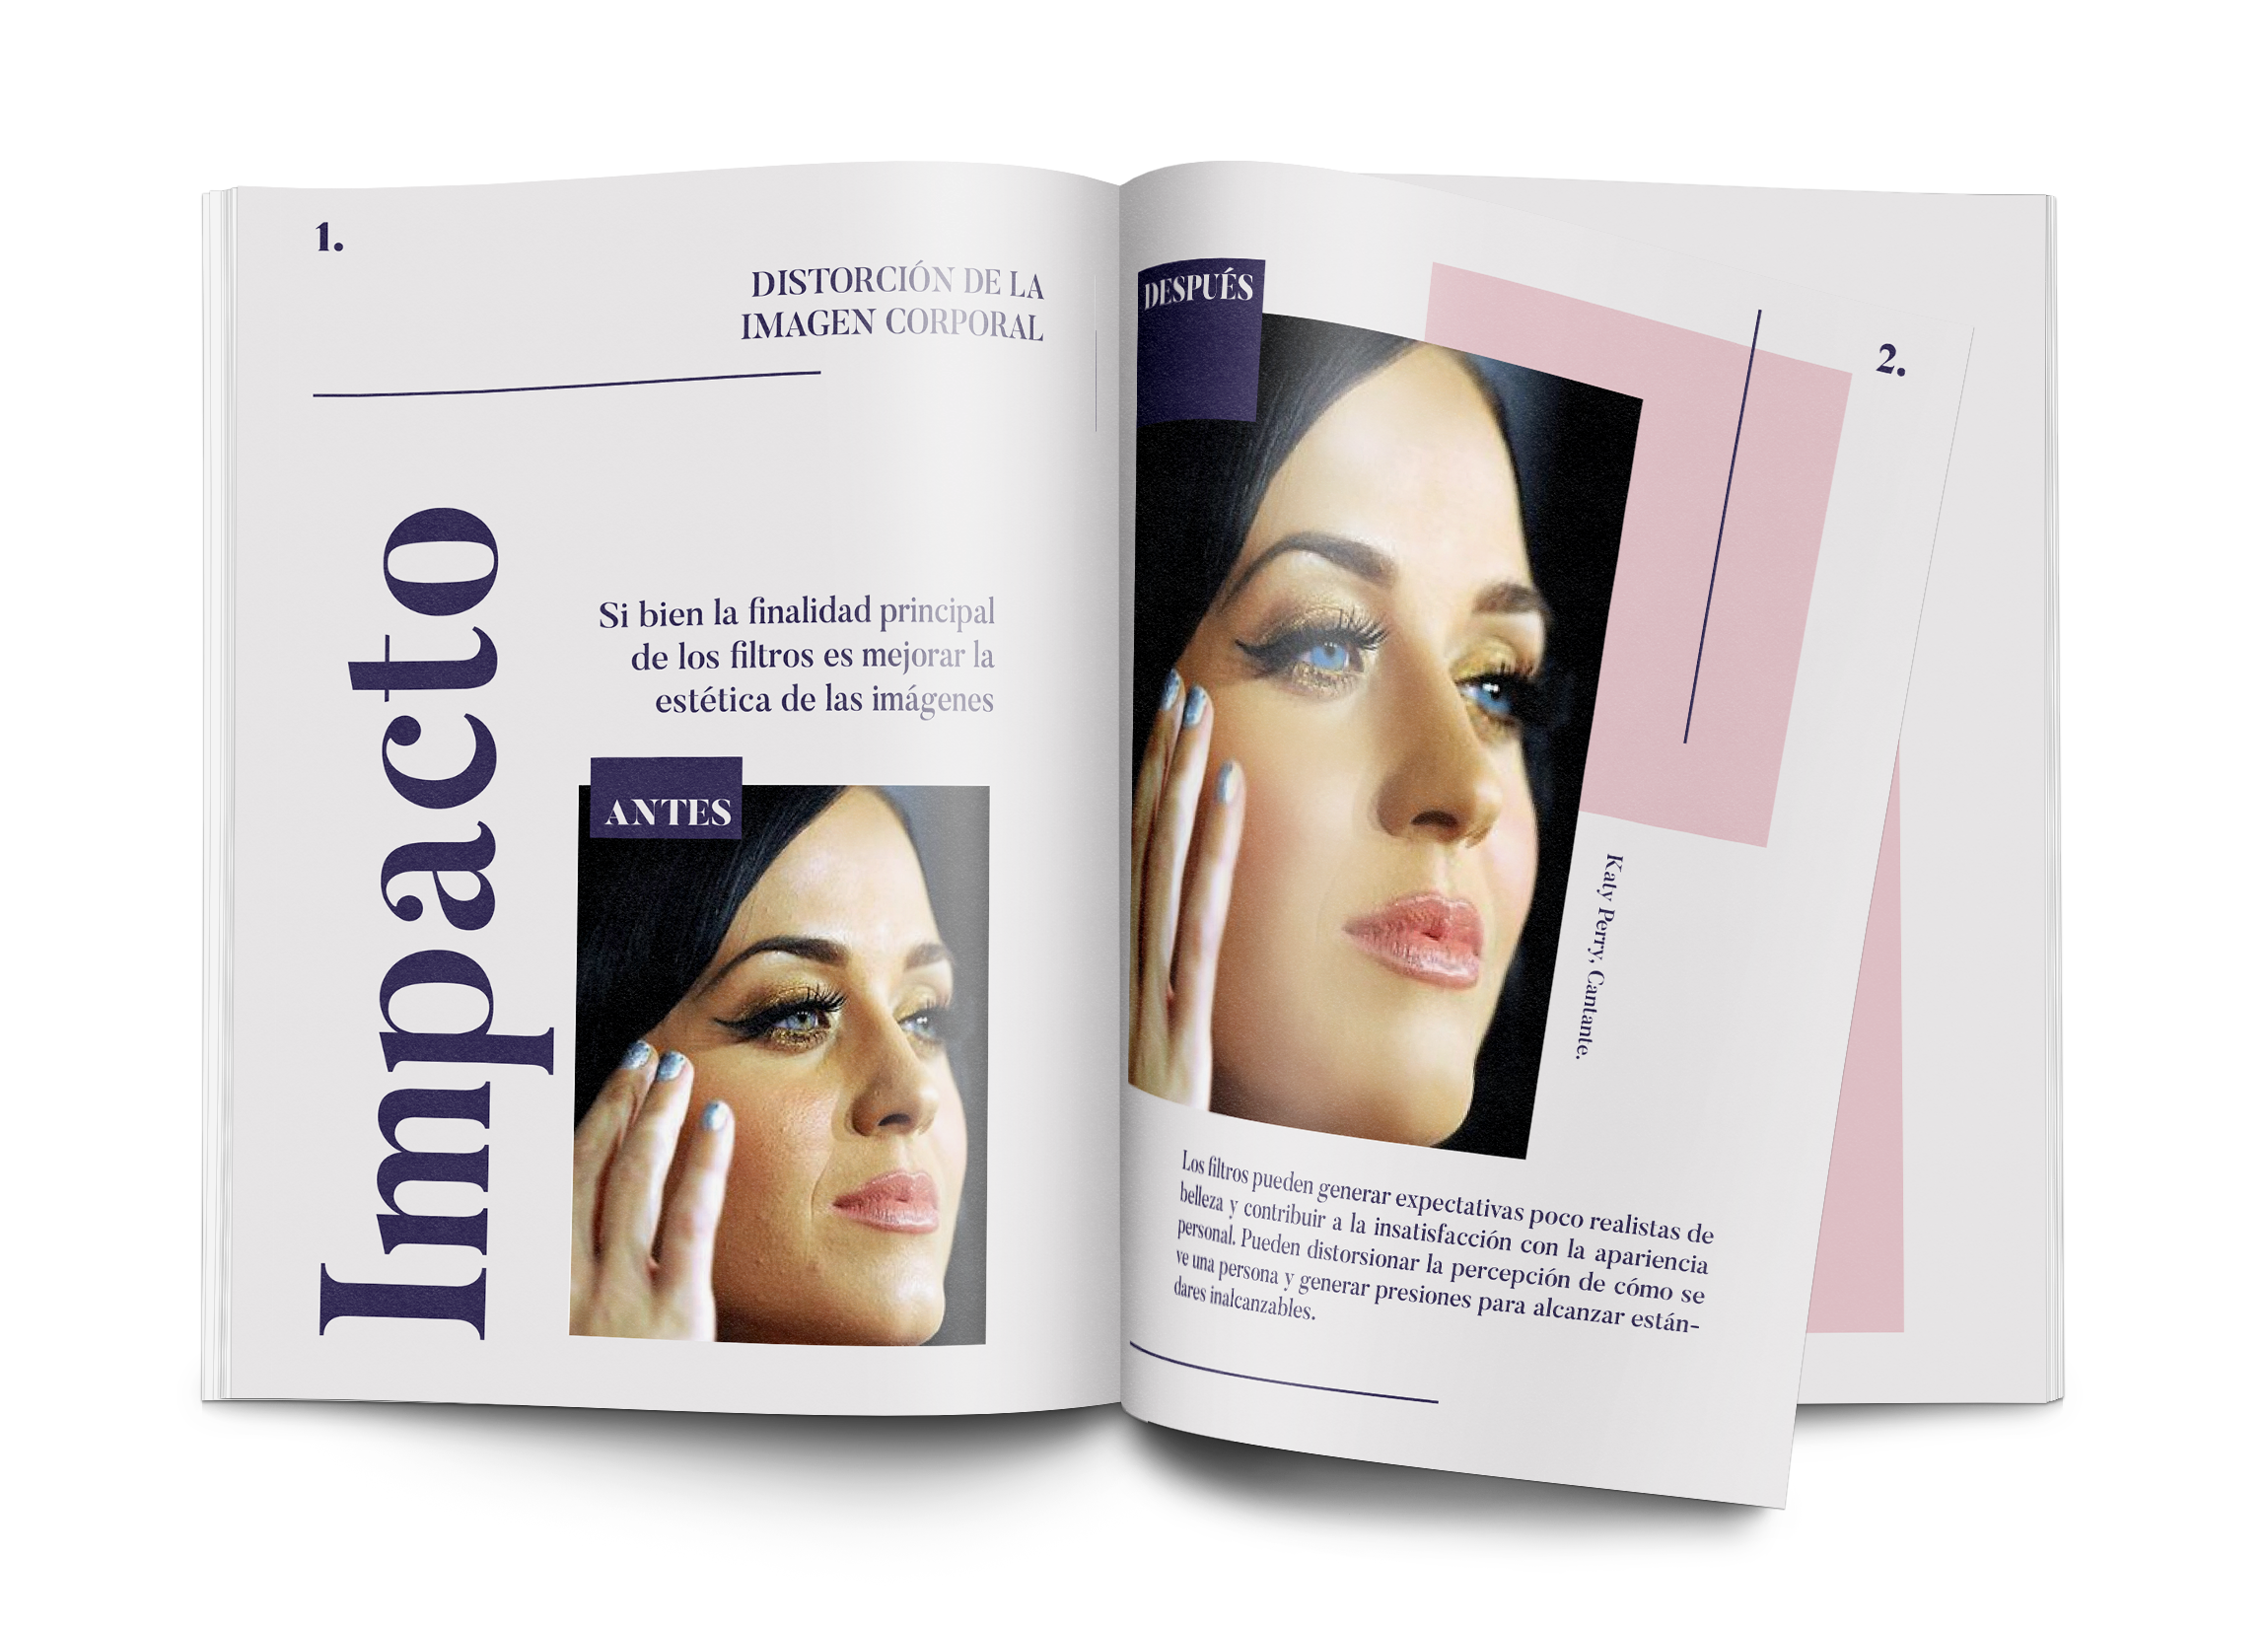 1.
DISTORCIÓN DE LA
IMAGEN CORPORAL
Impacto
Si bien la finalidad principal
de los filtros es mejorar la
estética de las imágenes
ANTES
DESPUÉS
2.
Katy Perry, Cantante.
Los filtros pueden generar expectativas poco realistas de
belleza y contribuir a la insatisfacción con la apariencia
personal. Pueden distorsionar la percepción de cómo se
ve una persona y generar presiones para alcanzar están-
dares inalcanzables.